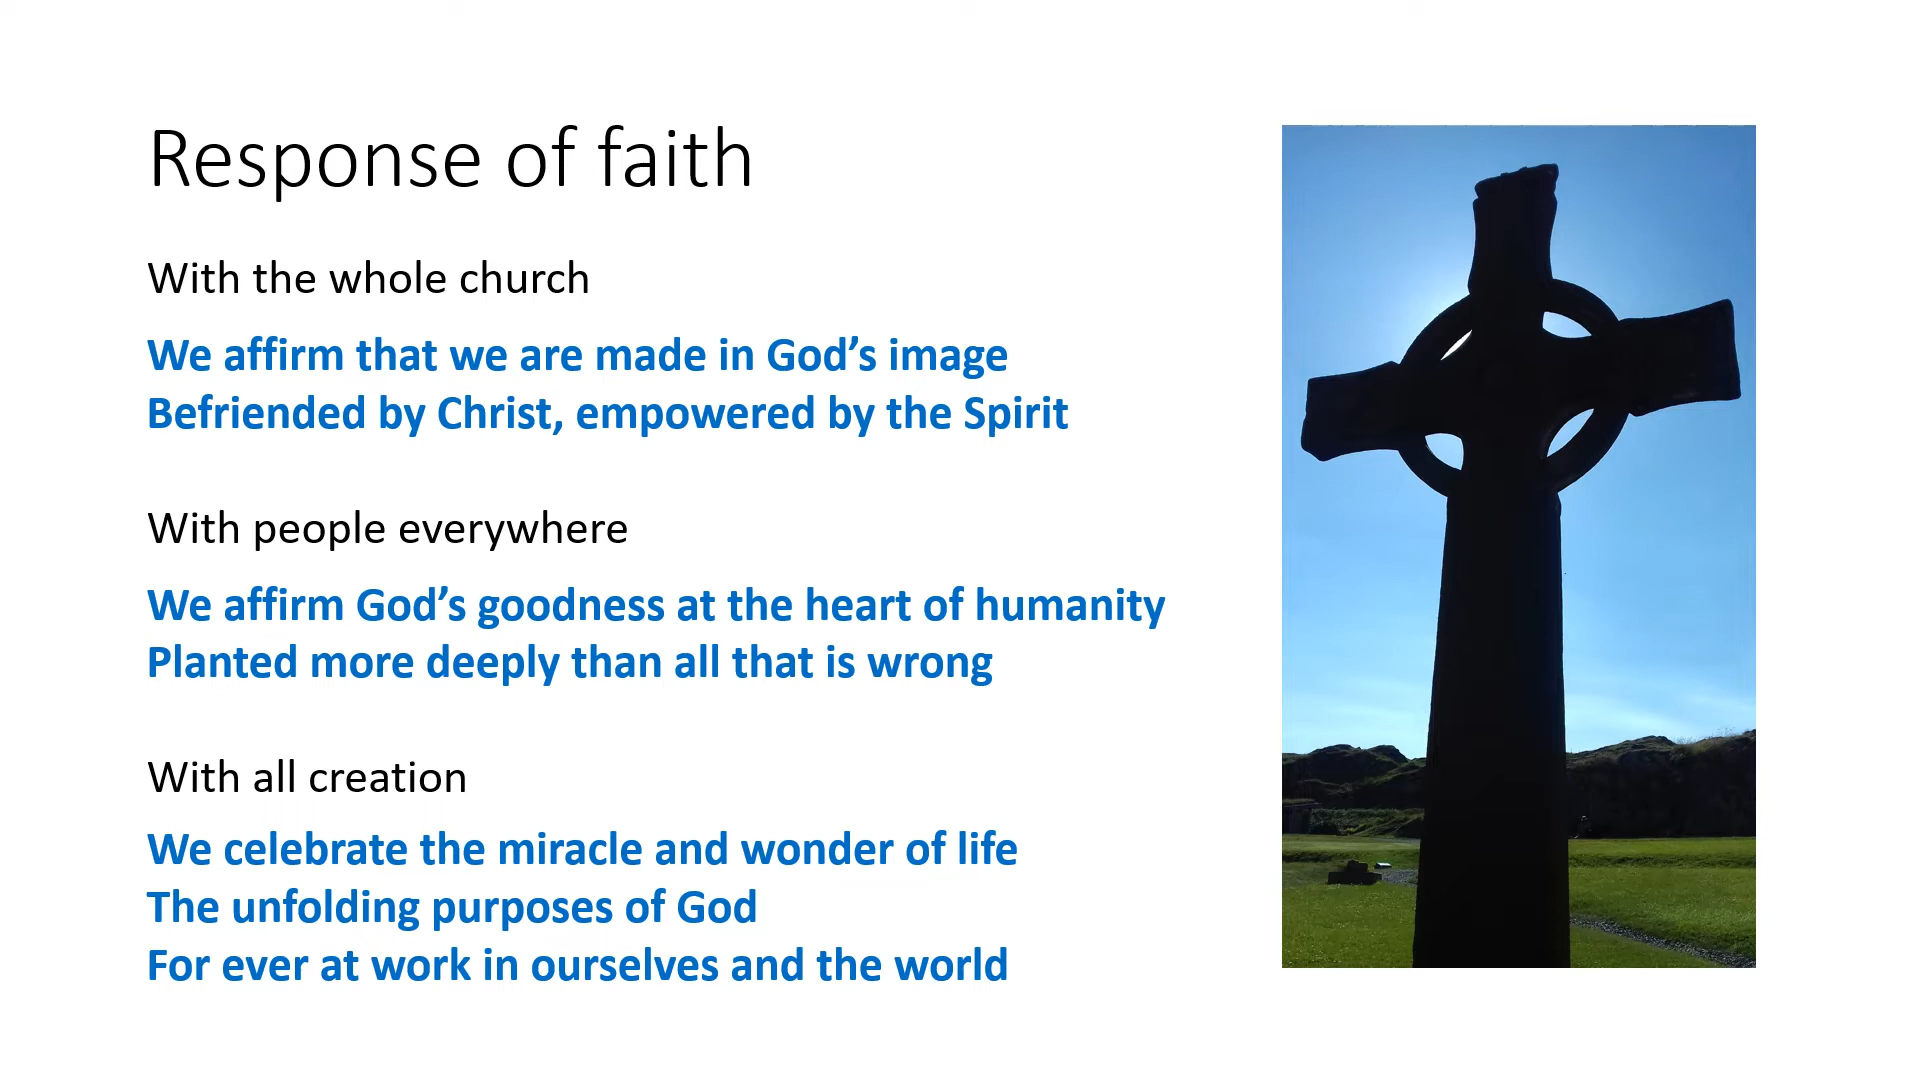 Response of faith
With the whole church
We affirm that we are made in God’s image
Befriended by Christ, empowered by the Spirit
With people everywhere
We affirm God’s goodness at the heart of humanity
Planted more deeply than all that is wrong
With all creation
We celebrate the miracle and wonder of life
The unfolding purposes of God
For ever at work in ourselves and the world